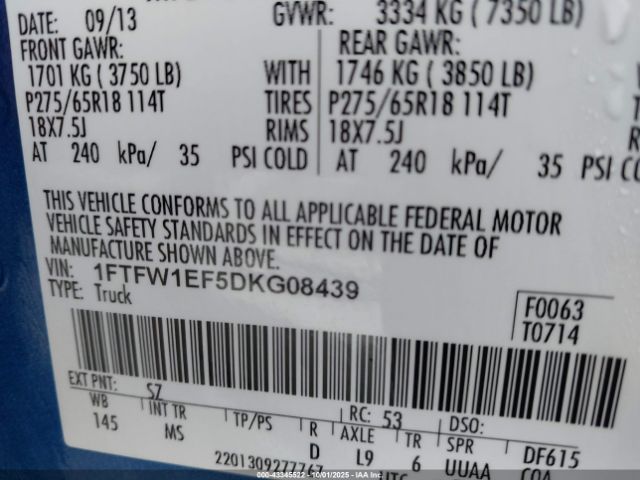 DATE: 09/13 GVWR: 3334 KG ( 7350 LB)
FRONT GAWR: REAR GAWR:
1701 KG ( 3750 LB) WITH 1746 KG ( 3850 LB)
P275/65R18 114T TIRES P275/65R18 114T
18X7.5J RIMS 18X7.5J
AT 240 kPa/ 35 PSI COLD AT 240 kPa/ 35 PSI
THIS VEHICLE CONFORMS TO ALL APPLICABLE FEDERAL MOTOR
VEHICLE SAFETY STANDARDS IN EFFECT ON THE DATE OF
MANUFACTURE SHOWN ABOVE.
VIN: 1FTFW1EF5DKG08439
TYPE: Truck
F0063
T0714
EXT PNT: SZ RC: 53 DSO:
WB INT TR TP/PS R AXLE TR SPR DF615
145 MS D L9 6 UUAA
2201309277767
© 43345522 | 10/01/2025 | IAA Holdings, LLC